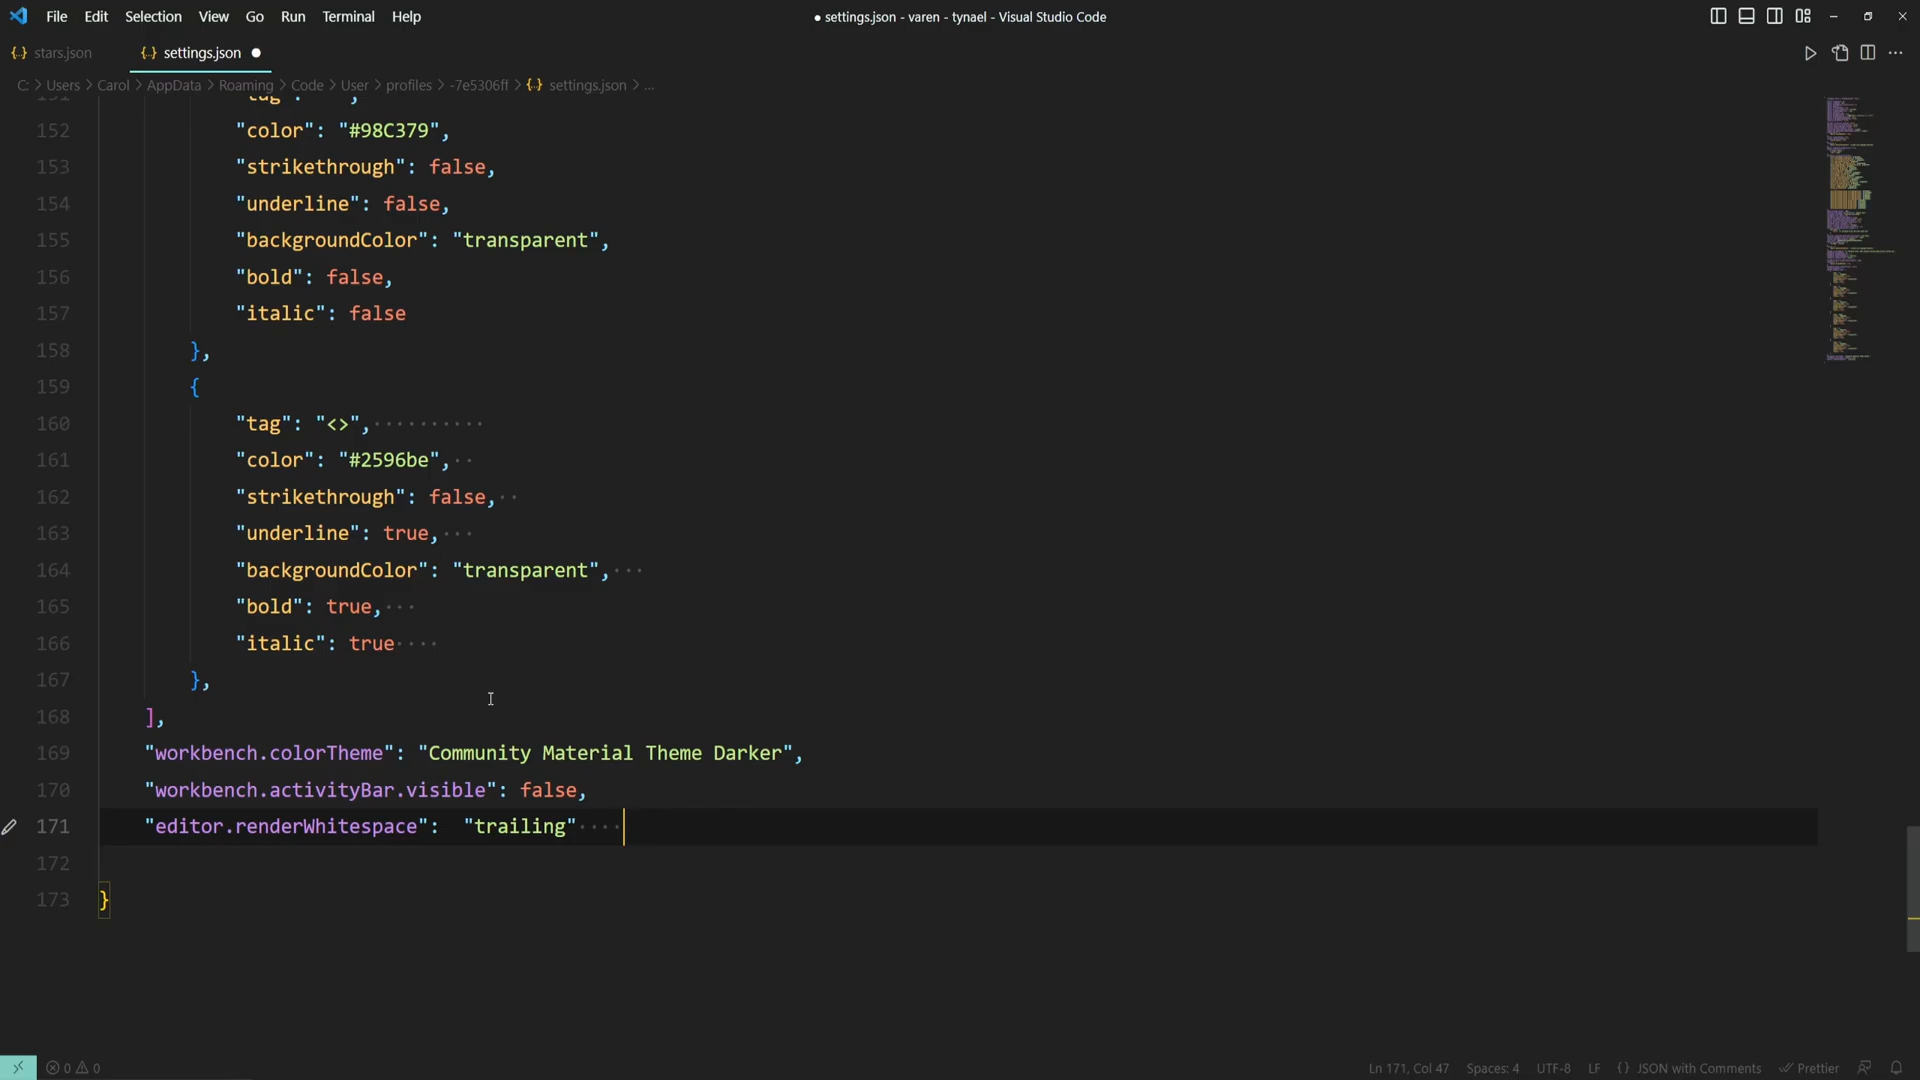 File Edit Selection View Go Run Terminal Help
● settings.json - varen - tynael - Visual Studio Code
stars.json
settings.json ●
C: > Users > Carol > AppData > Roaming > Code > User > profiles > -7e5306ff > {} settings.json > ...
152 "color": "#98C379",
153 "strikethrough": false,
154 "underline": false,
155 "backgroundColor": "transparent",
156 "bold": false,
157 "italic": false
158 },
159 {
160 "tag": "<>",··········
161 "color": "#2596be",··
162 "strikethrough": false,··
163 "underline": true,···
164 "backgroundColor": "transparent",···
165 "bold": true,···
166 "italic": true····
167 },
168 ],
169 "workbench.colorTheme": "Community Material Theme Darker",
170 "workbench.activityBar.visible": false,
171 "editor.renderWhitespace":  "trailing"····
172
173 }
0 0
Ln 171, Col 47 Spaces: 4 UTF-8 LF {} JSON with Comments Prettier